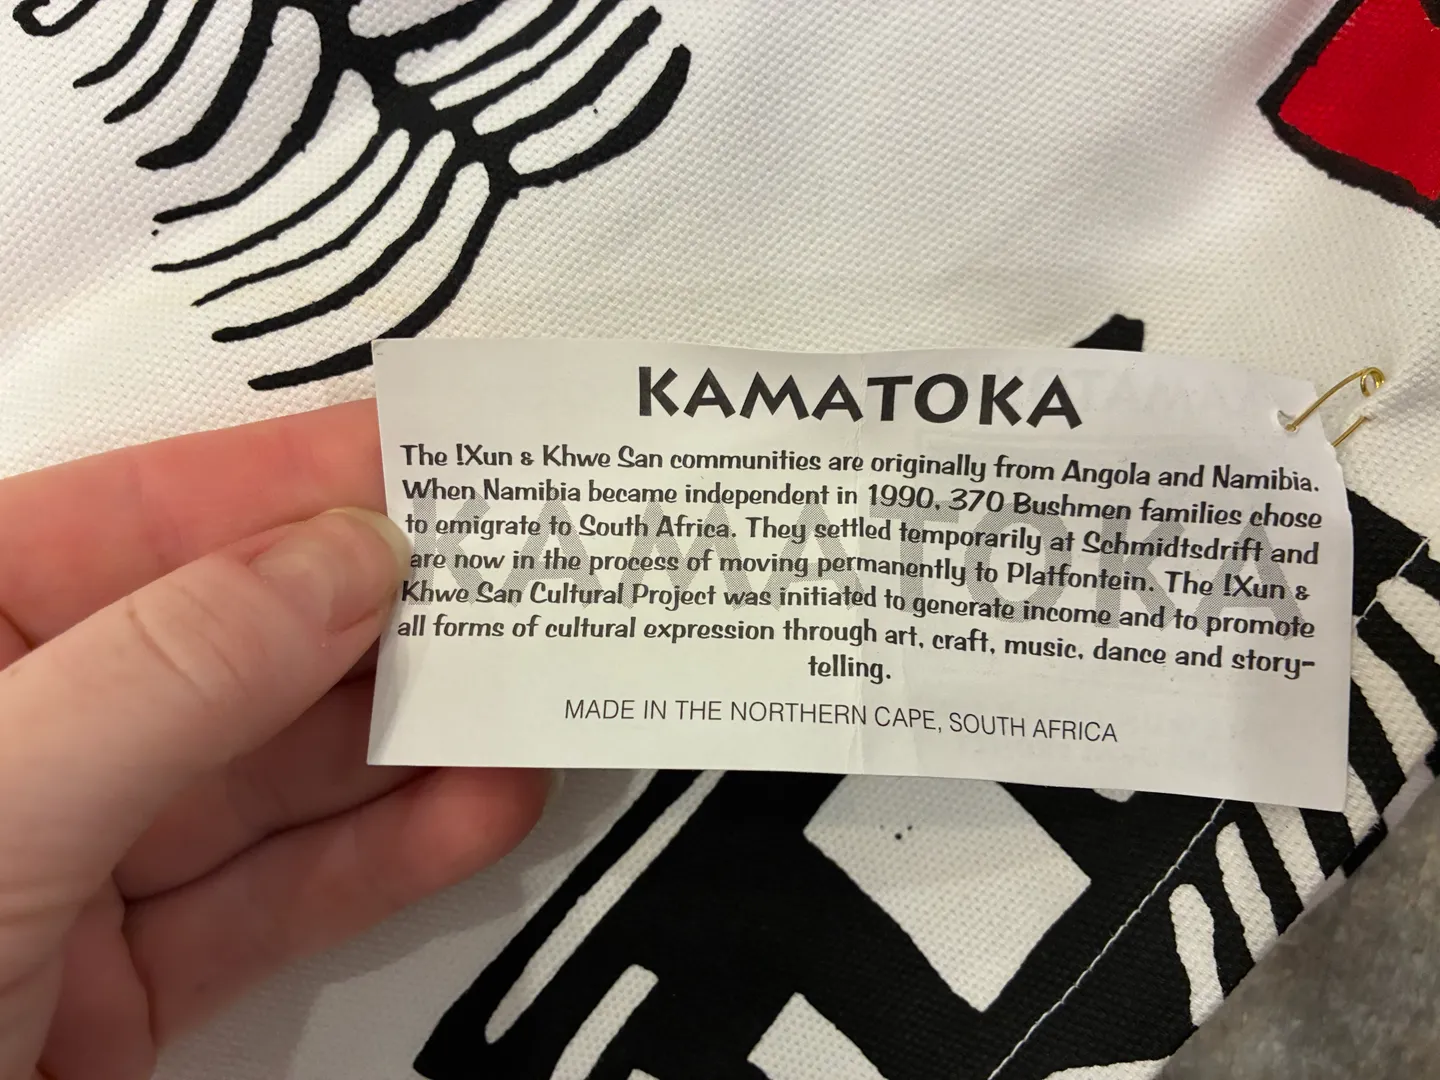 KAMATOKA
The !Xun & Khwe San communities are originally from Angola and Namibia.
When Namibia became independent in 1990, 370 Bushmen families chose
to emigrate to South Africa. They settled temporarily at Schmidtsdrift and
are now in the process of moving permanently to Platfontein. The !Xun &
Khwe San Cultural Project was initiated to generate income and to promote
all forms of cultural expression through art, craft, music, dance and story-
telling.
KAMATOKA
MADE IN THE NORTHERN CAPE, SOUTH AFRICA